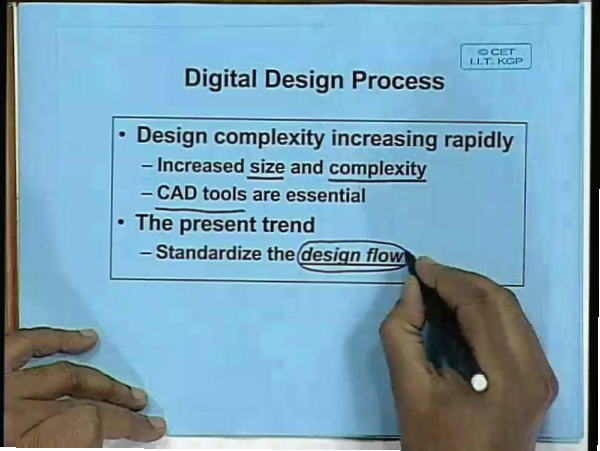 © CET
I.I.T. KGP
Digital Design Process
• Design complexity increasing rapidly
– Increased size and complexity
– CAD tools are essential
• The present trend
– Standardize the design flow